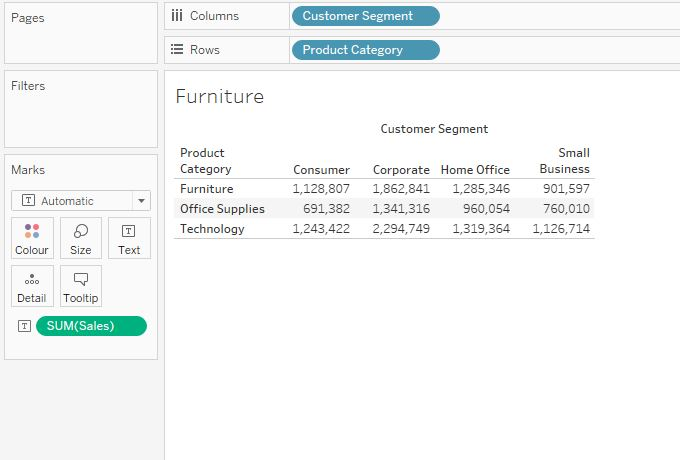 Pages
Columns
Customer Segment
Rows
Product Category
Filters
Marks
T Automatic
Colour
Size
T
Text
Detail
Tooltip
T SUM(Sales)
Furniture
Customer Segment
Product
Category
Consumer
Corporate
Home Office
Small
Business
Furniture 1,128,807 1,862,841 1,285,346 901,597
Office Supplies 691,382 1,341,316 960,054 760,010
Technology 1,243,422 2,294,749 1,319,364 1,126,714